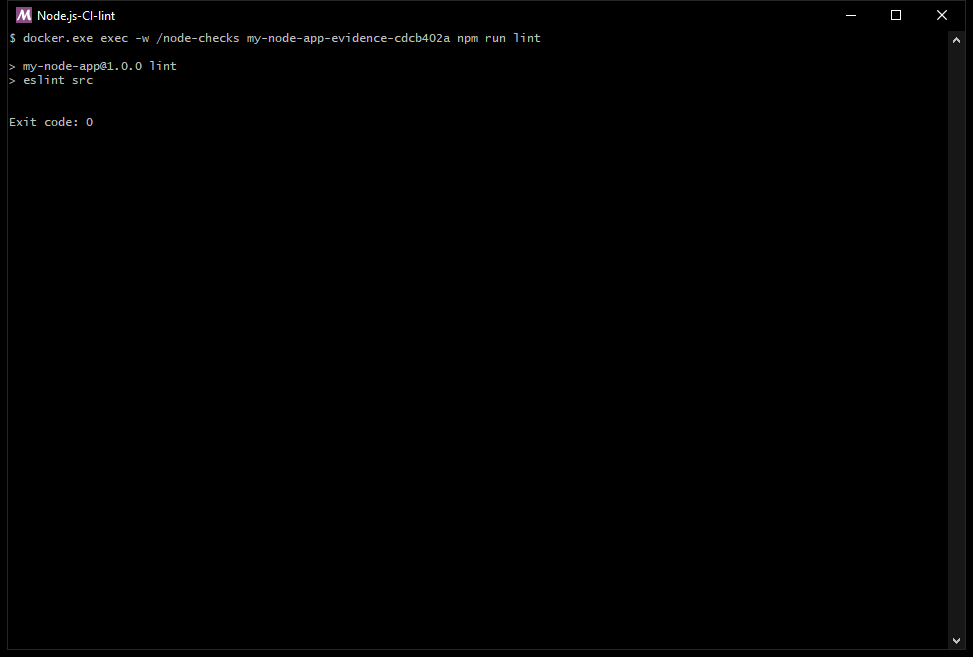 Node.js-CI-lint
$ docker.exe exec -w /node-checks my-node-app-evidence-cdcb402a npm run lint
> my-node-app@1.0.0 lint
> eslint src
Exit code: 0